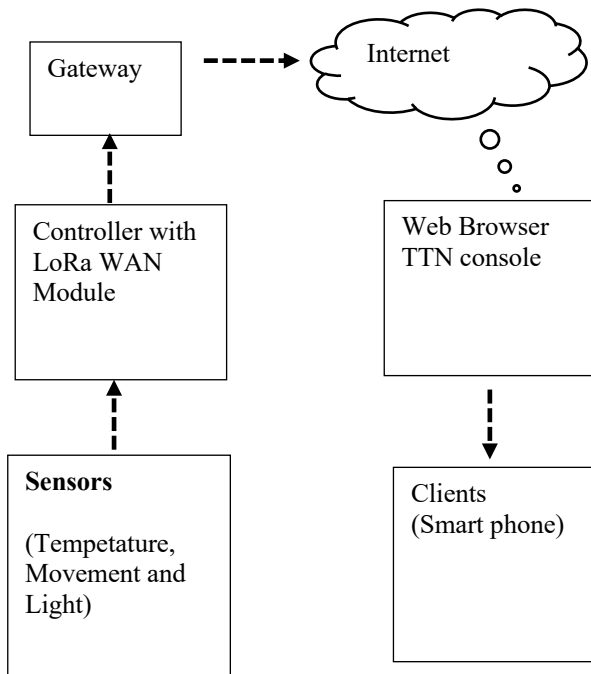 Gateway
Internet
Controller with
LoRa WAN
Module
Web Browser
TTN console
Sensors
(Tempetature,
Movement and
Light)
Clients
(Smart phone)